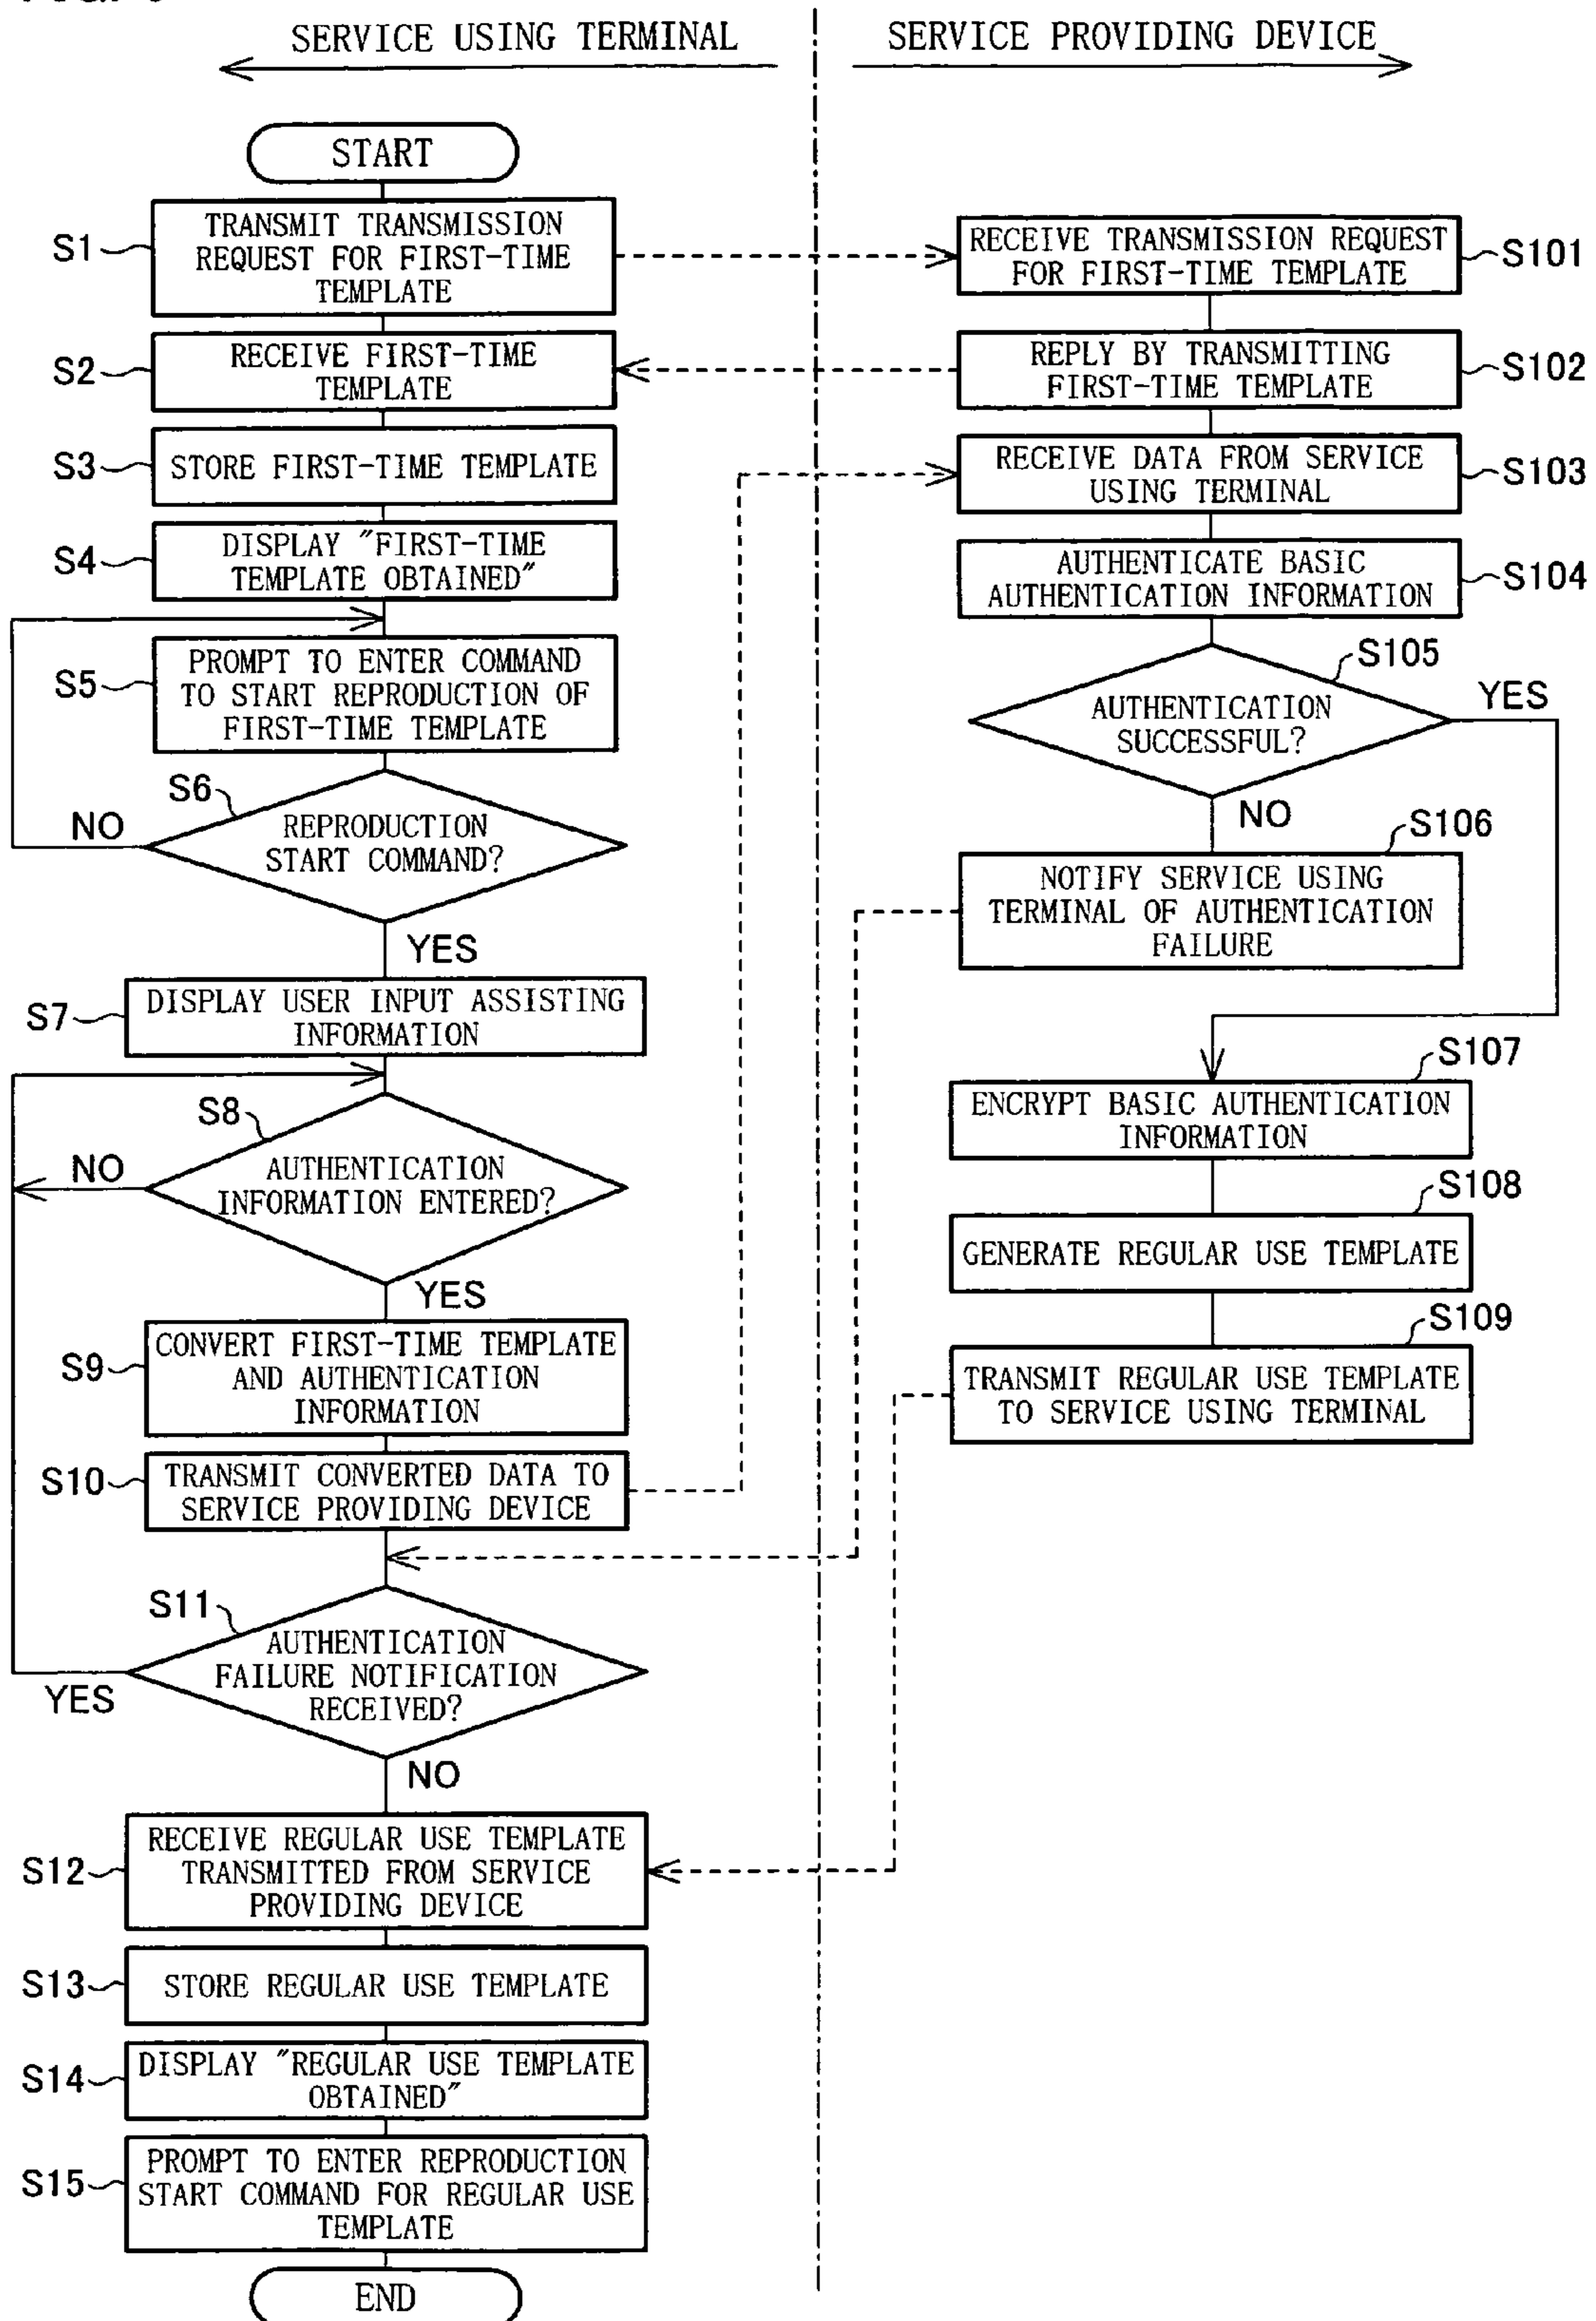 SERVICE USING TERMINAL
SERVICE PROVIDING DEVICE
START
S1
TRANSMIT TRANSMISSION
REQUEST FOR FIRST-TIME
TEMPLATE
RECEIVE TRANSMISSION REQUEST
FOR FIRST-TIME TEMPLATE
S101
S2
RECEIVE FIRST-TIME
TEMPLATE
REPLY BY TRANSMITTING
FIRST-TIME TEMPLATE
S102
S3
STORE FIRST-TIME TEMPLATE
RECEIVE DATA FROM SERVICE
USING TERMINAL
S103
S4
DISPLAY "FIRST-TIME
TEMPLATE OBTAINED"
AUTHENTICATE BASIC
AUTHENTICATION INFORMATION
S104
S5
PROMPT TO ENTER COMMAND
TO START REPRODUCTION OF
FIRST-TIME TEMPLATE
S105
AUTHENTICATION
SUCCESSFUL?
YES
NO
S6
REPRODUCTION
START COMMAND?
NO
YES
S106
NOTIFY SERVICE USING
TERMINAL OF AUTHENTICATION
FAILURE
S7
DISPLAY USER INPUT ASSISTING
INFORMATION
S107
ENCRYPT BASIC AUTHENTICATION
INFORMATION
S8
AUTHENTICATION
INFORMATION ENTERED?
NO
YES
S108
GENERATE REGULAR USE TEMPLATE
S9
CONVERT FIRST-TIME TEMPLATE
AND AUTHENTICATION
INFORMATION
S109
TRANSMIT REGULAR USE TEMPLATE
TO SERVICE USING TERMINAL
S10
TRANSMIT CONVERTED DATA TO
SERVICE PROVIDING DEVICE
S11
AUTHENTICATION
FAILURE NOTIFICATION
RECEIVED?
YES
NO
S12
RECEIVE REGULAR USE TEMPLATE
TRANSMITTED FROM SERVICE
PROVIDING DEVICE
S13
STORE REGULAR USE TEMPLATE
S14
DISPLAY "REGULAR USE TEMPLATE
OBTAINED"
S15
PROMPT TO ENTER REPRODUCTION
START COMMAND FOR REGULAR USE
TEMPLATE
END